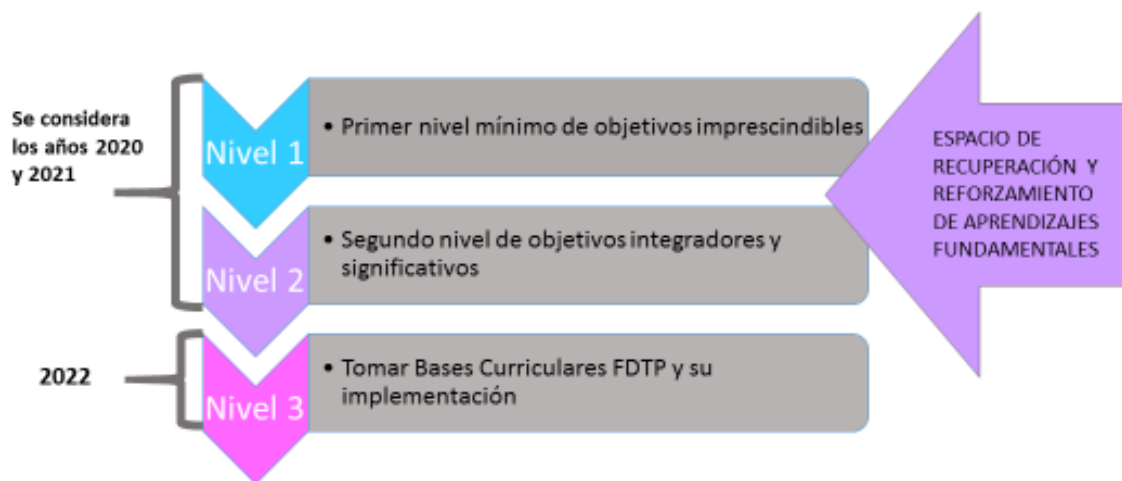 Se considera
los años 2020
y 2021
Nivel 1
• Primer nivel mínimo de objetivos imprescindibles
Nivel 2
• Segundo nivel de objetivos integradores y
significativos
2022
Nivel 3
• Tomar Bases Curriculares FDTP y su
implementación
ESPACIO DE
RECUPERACIÓN Y
REFORZAMIENTO
DE APRENDIZAJES
FUNDAMENTALES